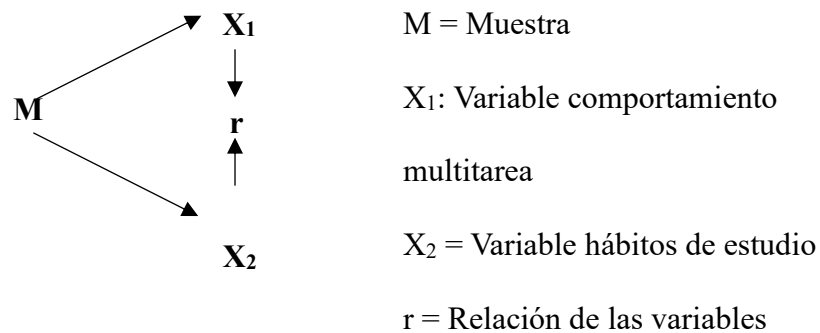 X₁
M
r
X₂
M = Muestra
X₁: Variable comportamiento
multitarea
X₂ = Variable hábitos de estudio
r = Relación de las variables